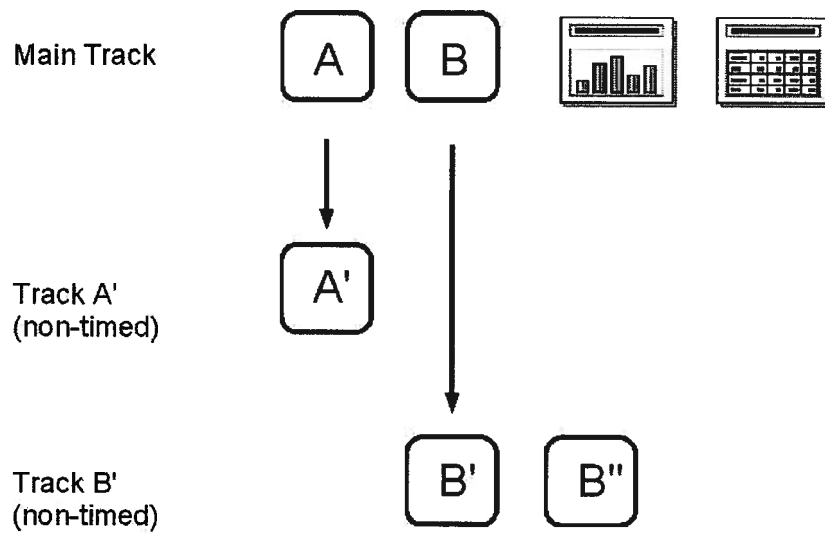 Main Track
A
B
A'
Track A'
(non-timed)
B'
B"
Track B'
(non-timed)